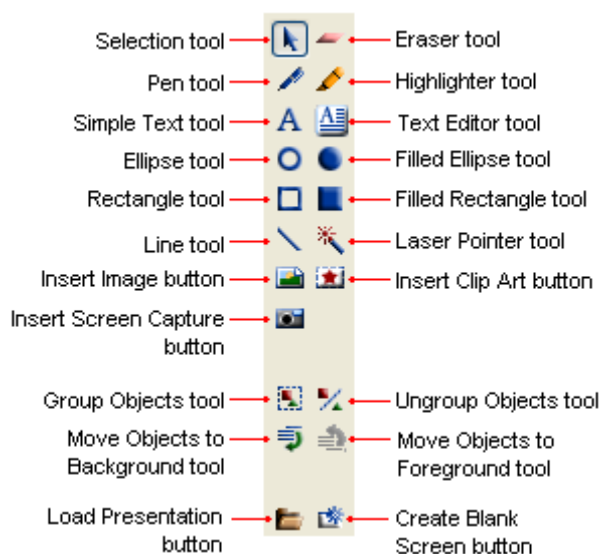 Selection tool
Eraser tool
Pen tool
Highlighter tool
Simple Text tool
Text Editor tool
Ellipse tool
Filled Ellipse tool
Rectangle tool
Filled Rectangle tool
Line tool
Laser Pointer tool
Insert Image button
Insert Clip Art button
Insert Screen Capture
button
Group Objects tool
Ungroup Objects tool
Move Objects to
Background tool
Move Objects to
Foreground tool
Load Presentation
button
Create Blank
Screen button